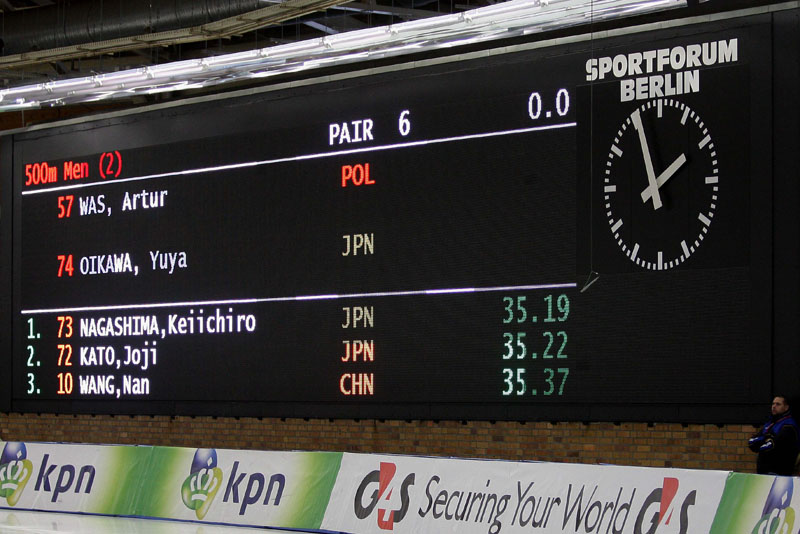 SPORTFORUM
BERLIN
PAIR 6 0.0
500m Men (2)
57 WAS, Artur POL
74 OIKAWA, Yuya JPN
1. 73 NAGASHIMA,Keiichiro JPN 35.19
2. 72 KATO,Joji JPN 35.22
3. 10 WANG,Nan CHN 35.37
kpn kpn G4S Securing Your World G4S